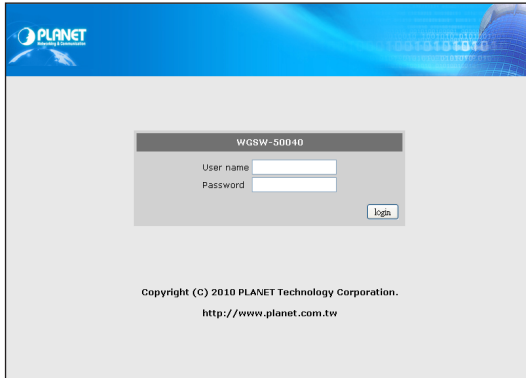 PLANET
Networking & Communication
WGSW-50040
User name
Password
login
Copyright (C) 2010 PLANET Technology Corporation.
http://www.planet.com.tw